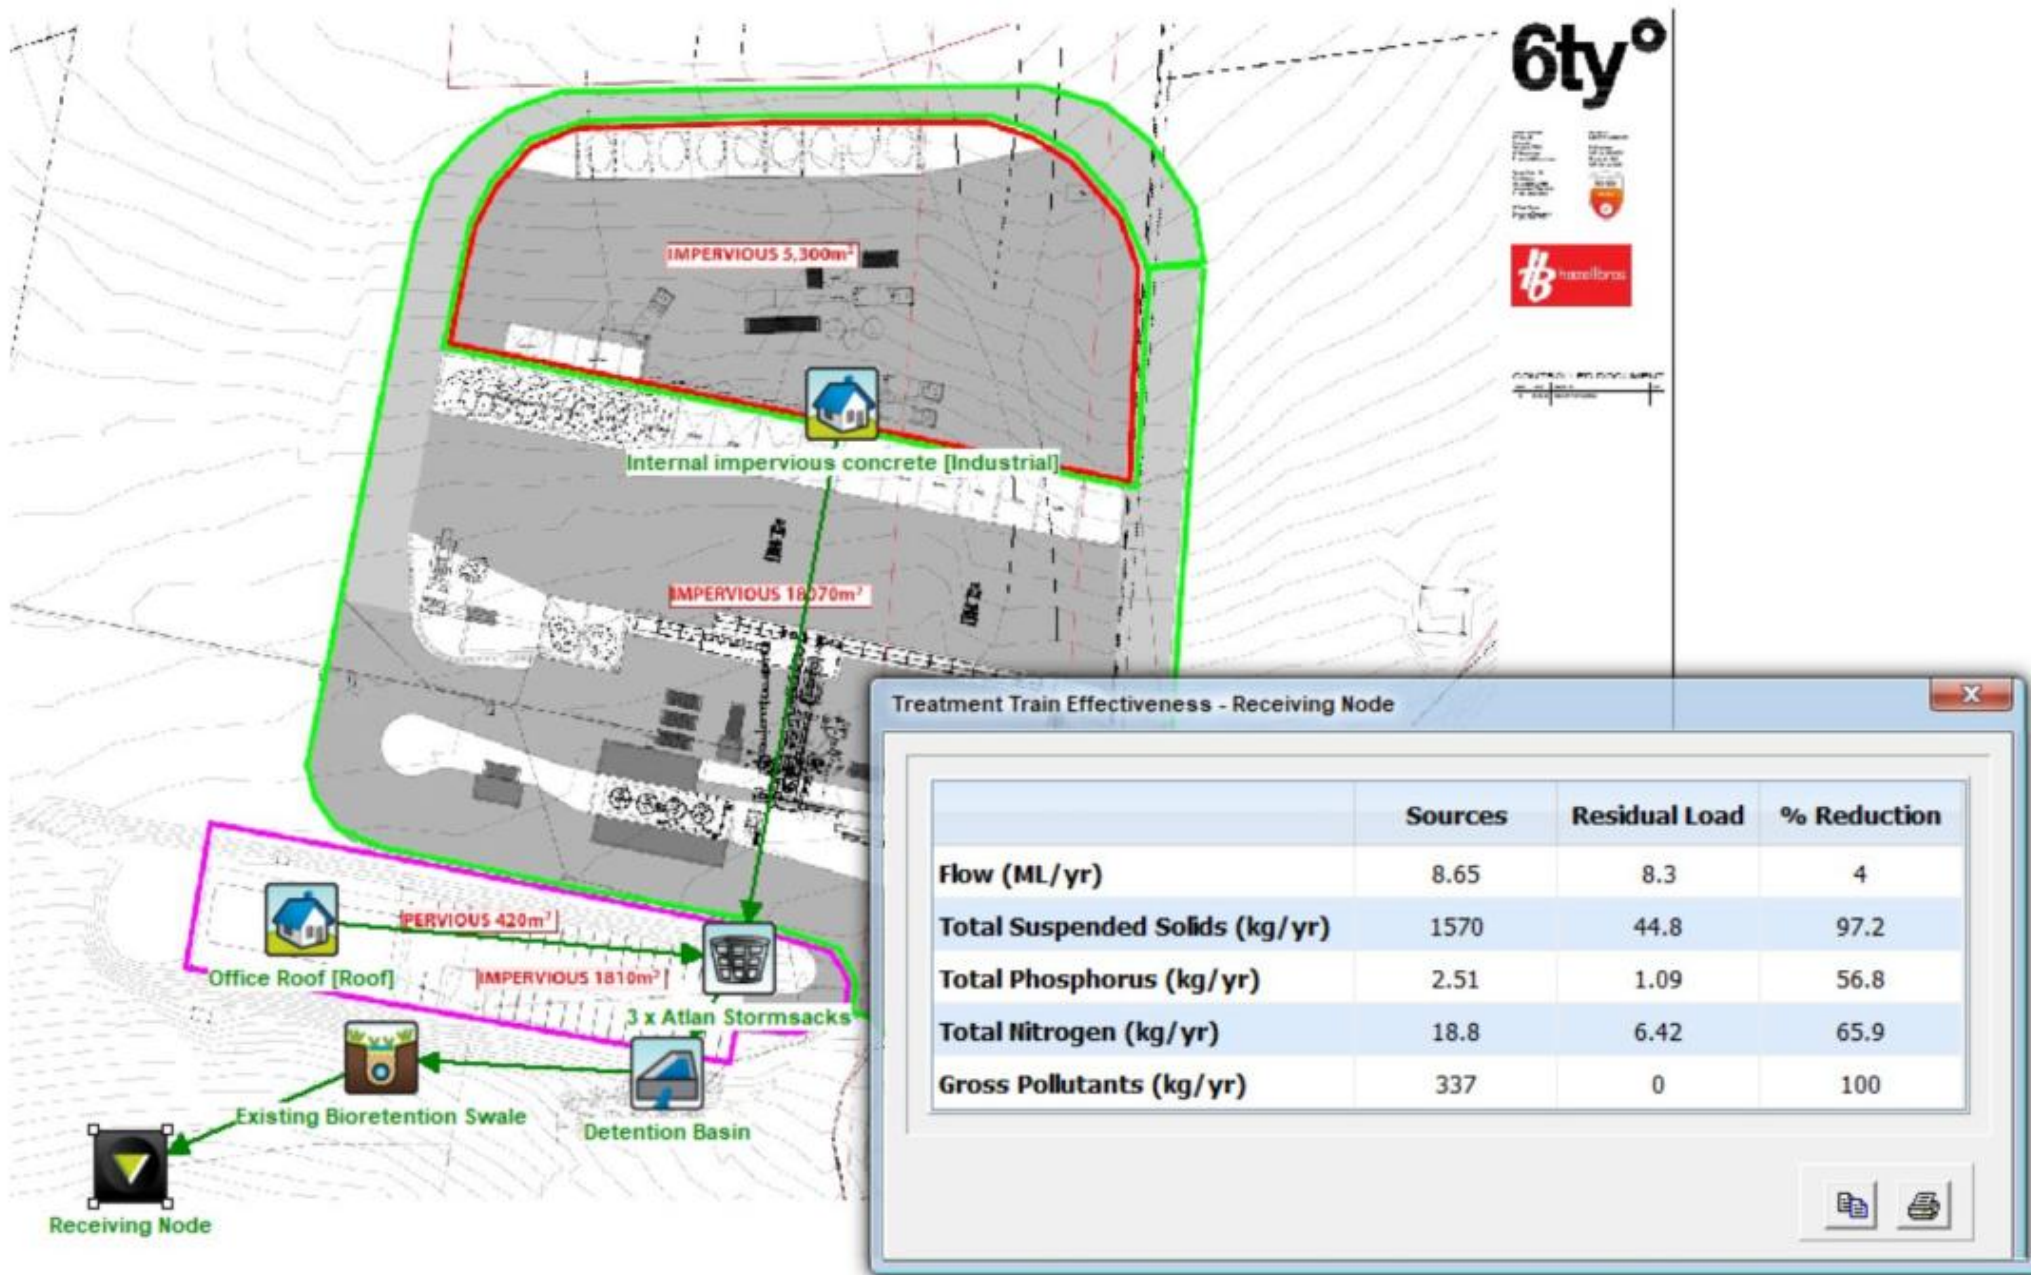 6ty°
hazellbros
CONTROLLED DOCUMENT
IMPERVIOUS 5,300m²
Internal impervious concrete [Industrial]
IMPERVIOUS 18070m²
PERVIOUS 420m²
Office Roof [Roof]
IMPERVIOUS 1810m²
3 x Atlan Stormsacks
Existing Bioretention Swale
Detention Basin
Receiving Node
Treatment Train Effectiveness - Receiving Node
Sources Residual Load % Reduction
Flow (ML/yr) 8.65 8.3 4
Total Suspended Solids (kg/yr) 1570 44.8 97.2
Total Phosphorus (kg/yr) 2.51 1.09 56.8
Total Nitrogen (kg/yr) 18.8 6.42 65.9
Gross Pollutants (kg/yr) 337 0 100